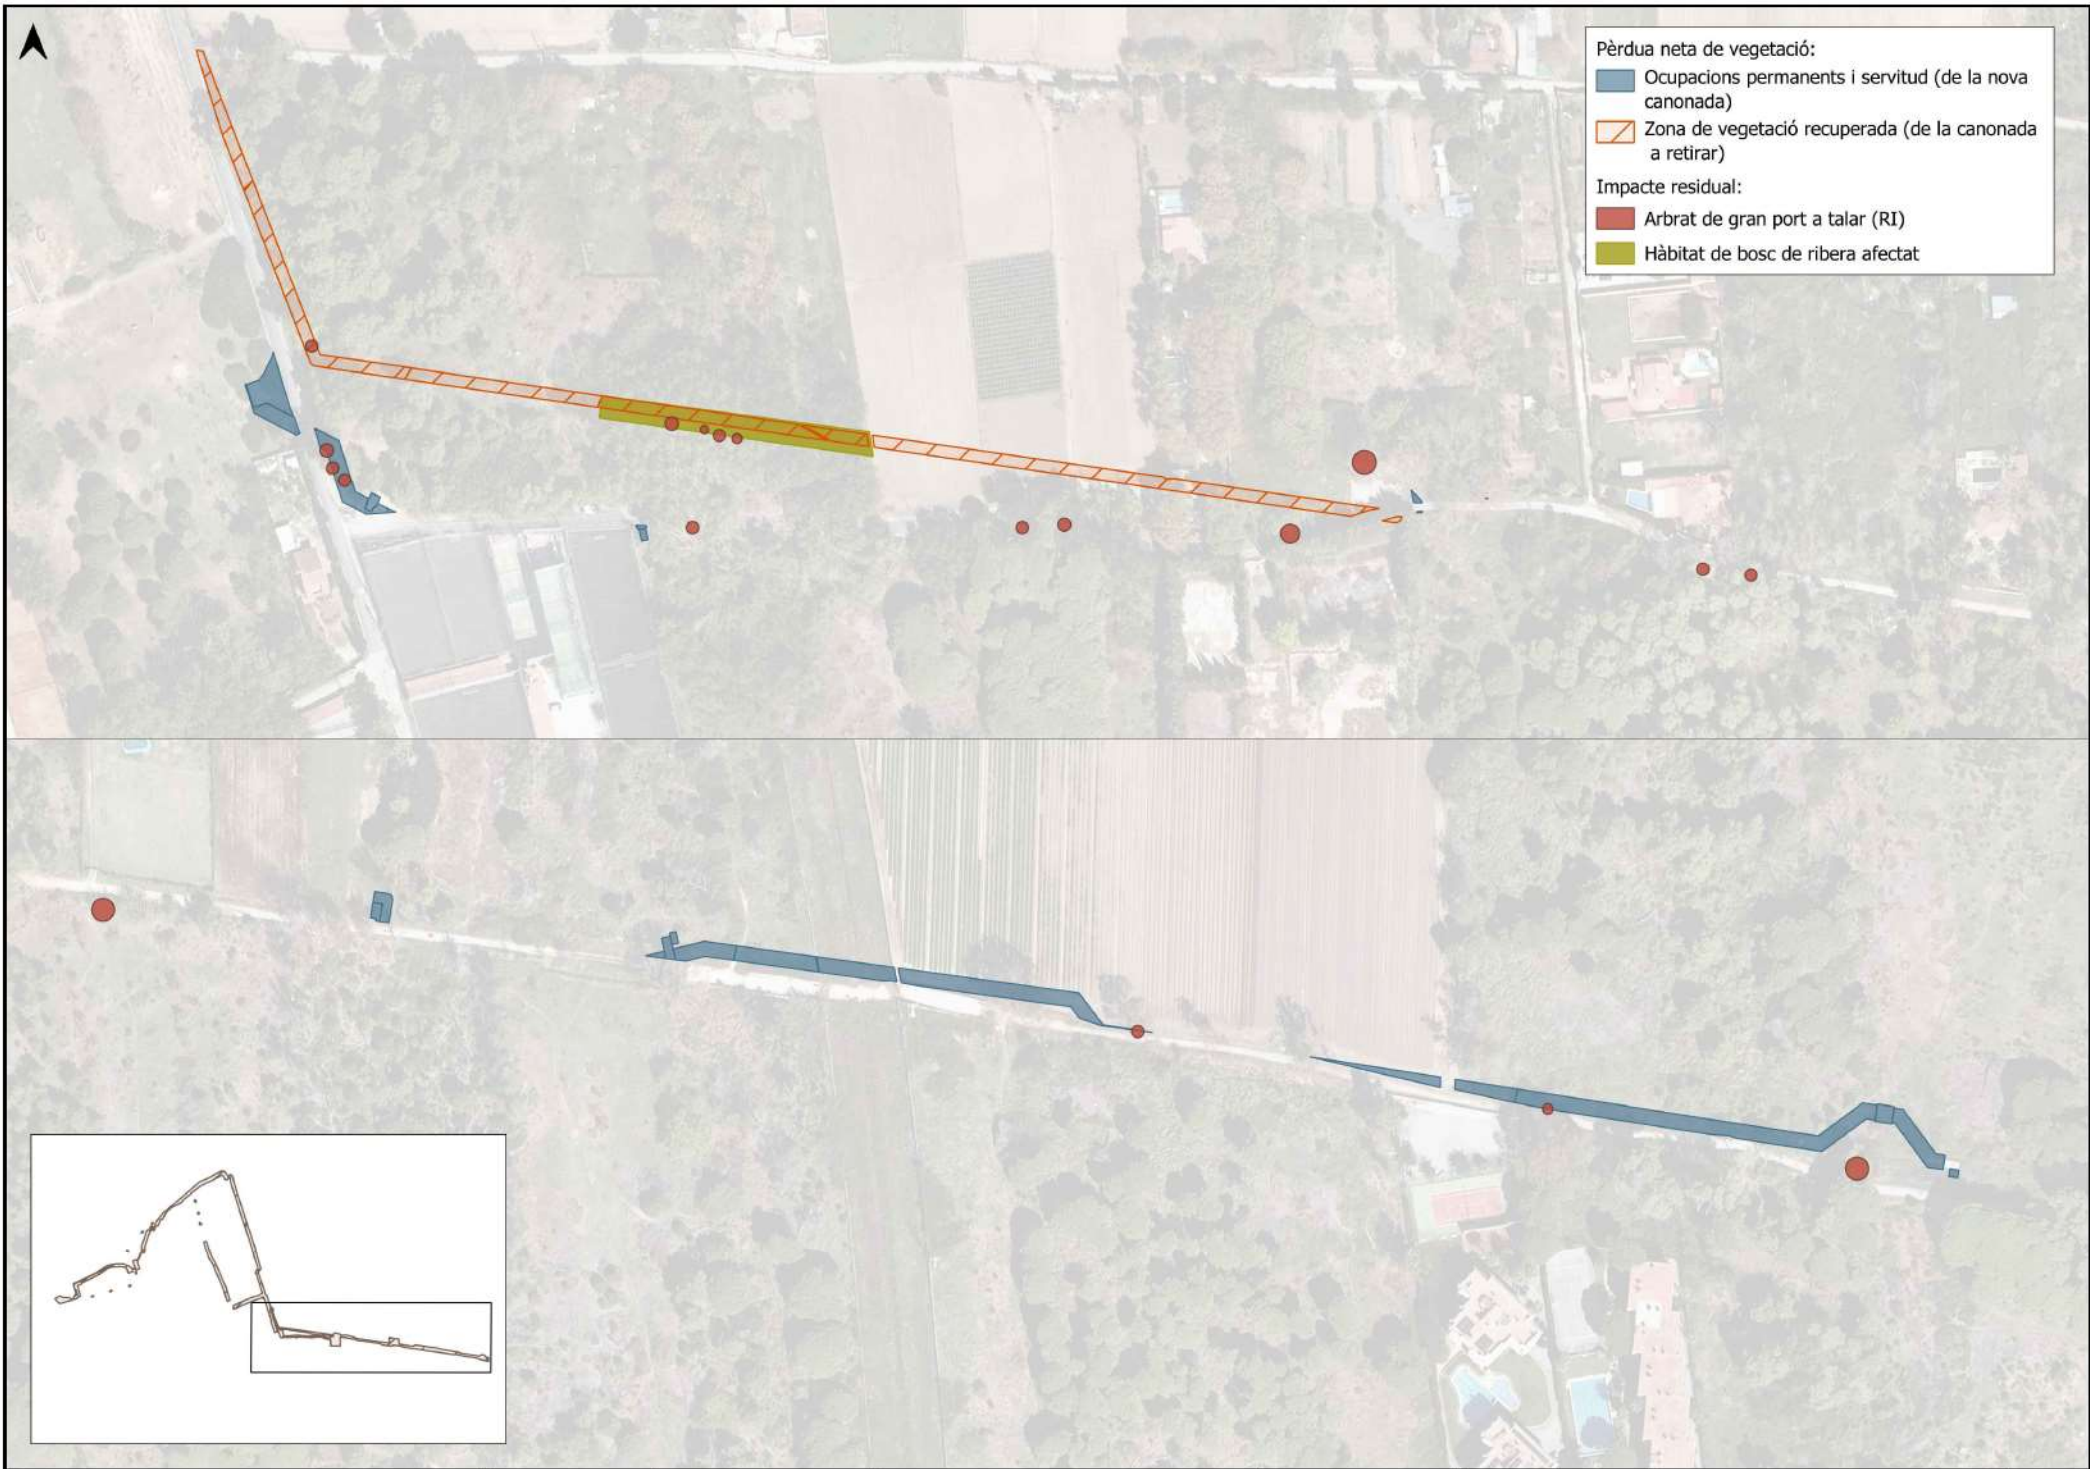 Pèrdua neta de vegetació:
Ocupacions permanents i servitud (de la nova
canonada)
Zona de vegetació recuperada (de la canonada
a retirar)
Impacte residual:
Arbrat de gran port a talar (RI)
Hàbitat de bosc de ribera afectat